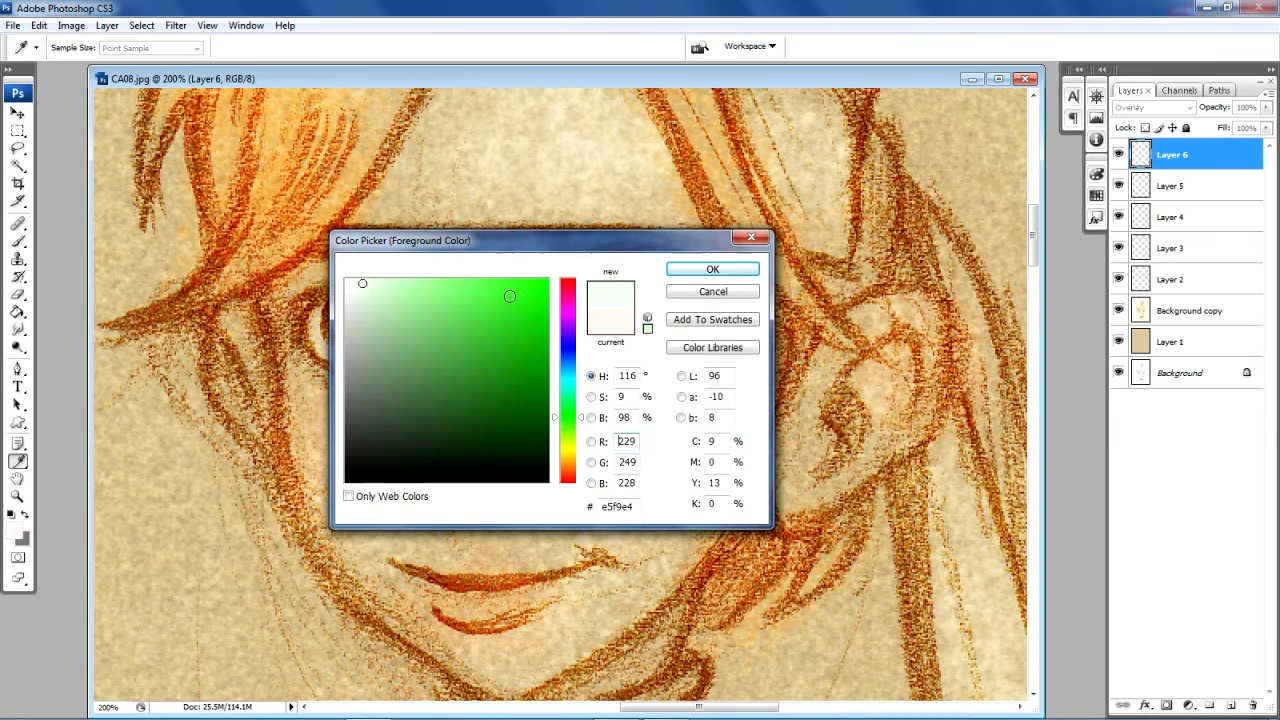 Ps Adobe Photoshop CS3
File Edit Image Layer Select Filter View Window Help
Sample Size: Point Sample Workspace
Ps CA08.jpg @ 200% (Layer 6, RGB/8)
Ps
Layers Channels Paths
Overlay Opacity: 100%
Lock: Fill: 100%
Layer 6
Layer 5
Layer 4
Layer 3
Layer 2
Background copy
Layer 1
Background
Color Picker (Foreground Color)
new
current
OK
Cancel
Add To Swatches
Color Libraries
H: 116 ° L: 96
S: 9 % a: -10
B: 98 % b: 8
R: 229 C: 9 %
G: 249 M: 0 %
B: 228 Y: 13 %
K: 0 %
# e5f9e4
Only Web Colors
200% Doc: 25.5M/114.1M